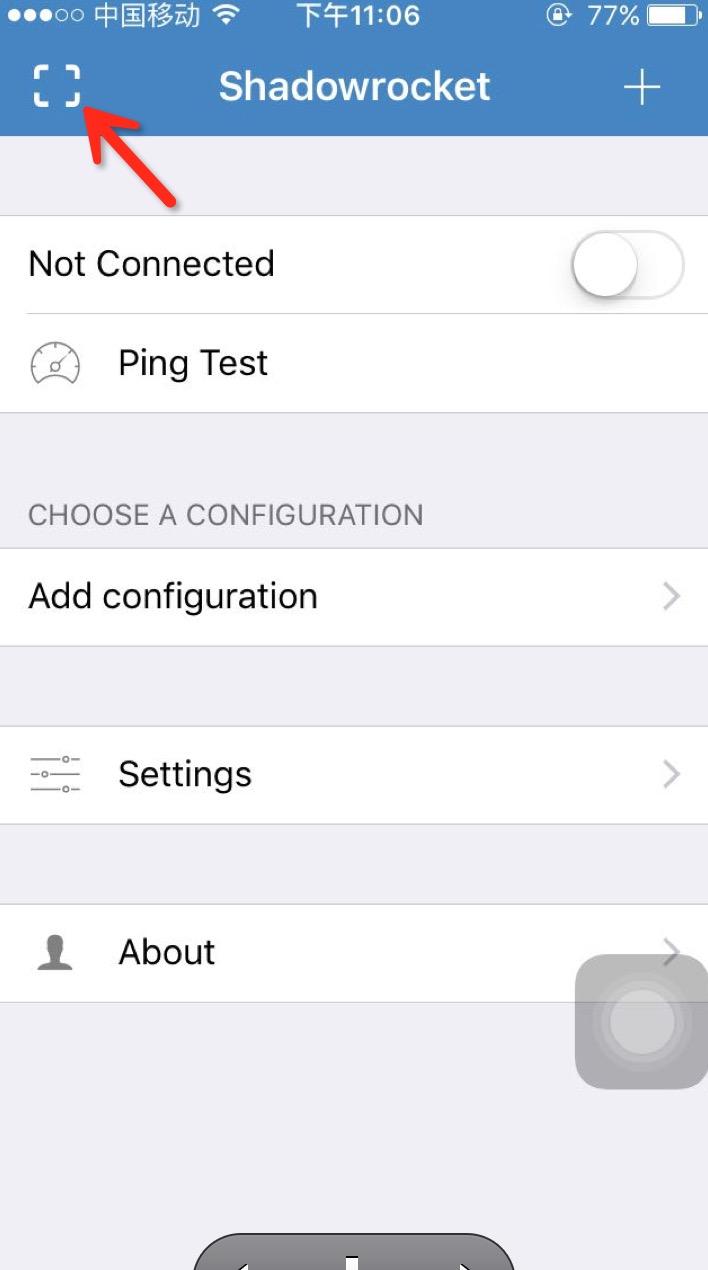 中国移动 下午11:06 77%
Shadowrocket
Not Connected
Ping Test
CHOOSE A CONFIGURATION
Add configuration
Settings
About